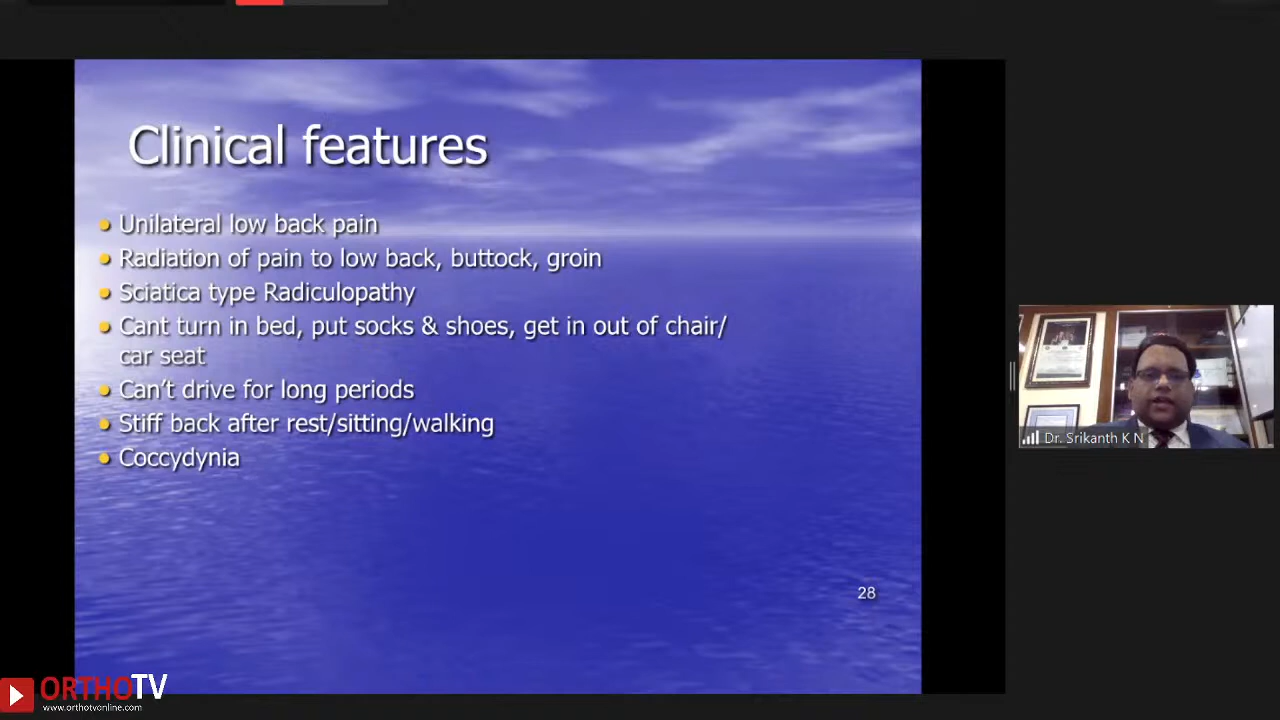 Clinical features
Unilateral low back pain
Radiation of pain to low back, buttock, groin
Sciatica type Radiculopathy
Cant turn in bed, put socks & shoes, get in out of chair/
car seat
Can't drive for long periods
Stiff back after rest/sitting/walking
Coccydynia
28
Dr. Srikanth K N
ORTHOTV
www.orthotvonline.com